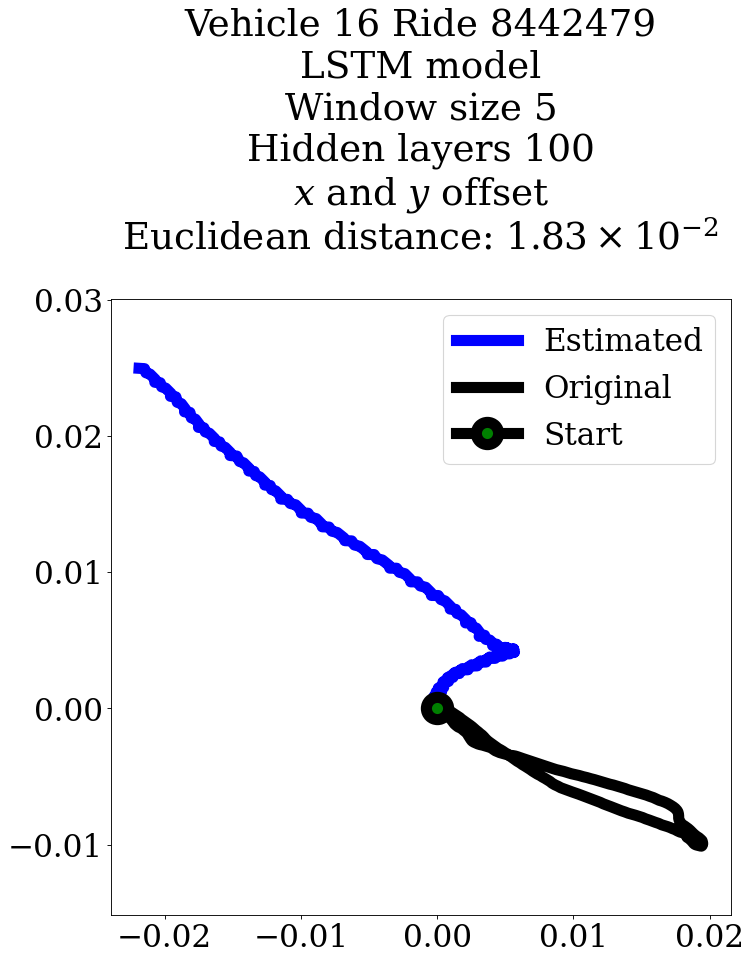 Vehicle 16 Ride 8442479
LSTM model
Window size 5
Hidden layers 100
x and y offset
Euclidean distance: 1.83 × 10⁻²
0.03
0.02
0.01
0.00
−0.01
Estimated
Original
Start
−0.02
−0.01
0.00
0.01
0.02